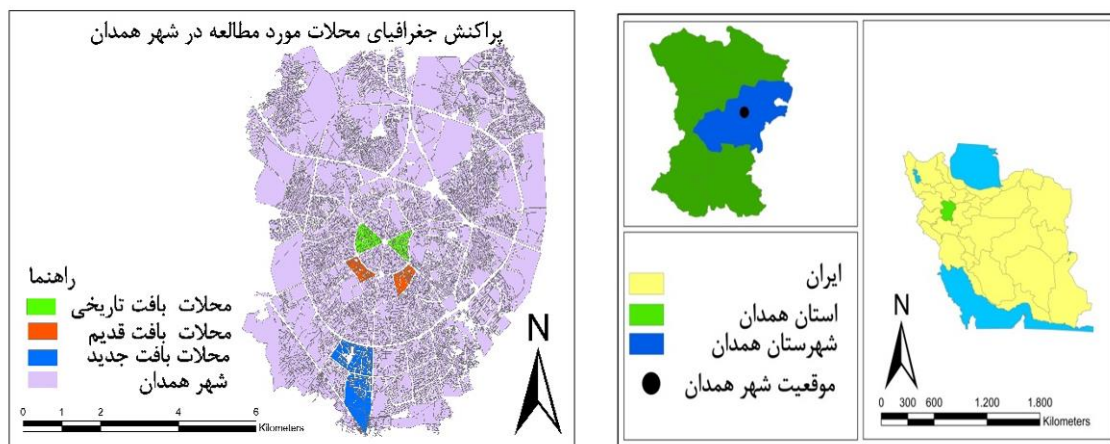 پراکنش جغرافیای محلات مورد مطالعه در شهر همدان
راهنما
محلات بافت تاریخی
محلات بافت قدیم
محلات بافت جدید
شهر همدان
0 1 2 4 6
Kilometers
N
ایران
استان همدان
شهرستان همدان
موقعیت شهر همدان
N
0 300 600 1.200 1.800
Kilometers